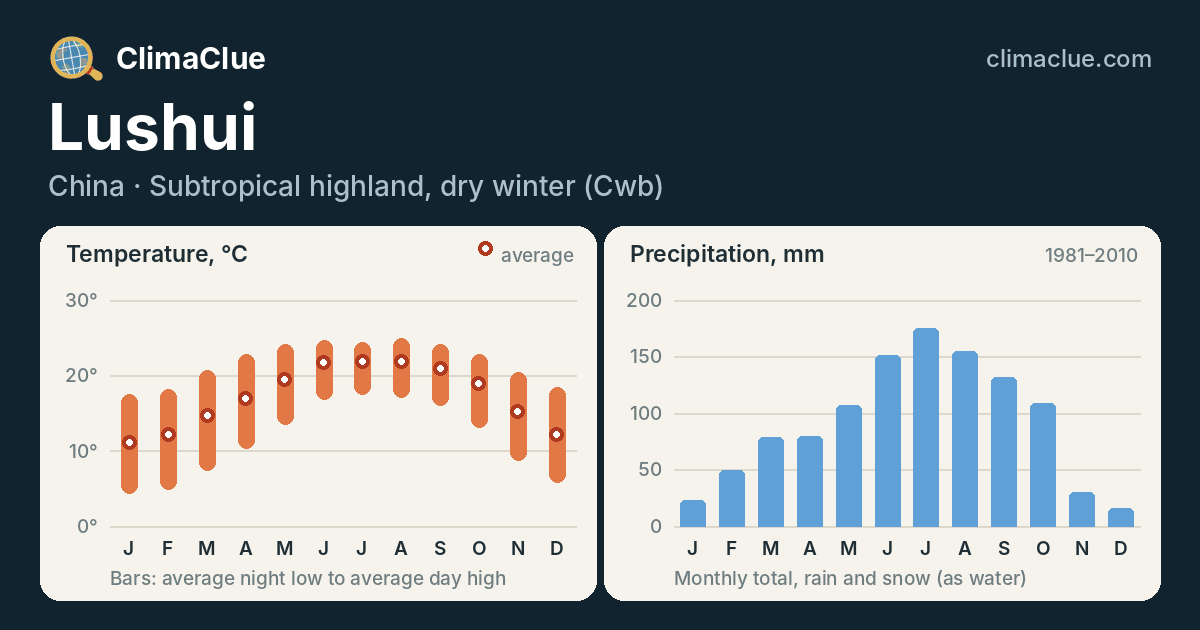 ClimaClue
climaclue.com
Lushui
China · Subtropical highland, dry winter (Cwb)
Temperature, °C
average
30°
20°
10°
0°
J F M A M J J A S O N D
Bars: average night low to average day high
Precipitation, mm
1981–2010
200
150
100
50
0
J F M A M J J A S O N D
Monthly total, rain and snow (as water)